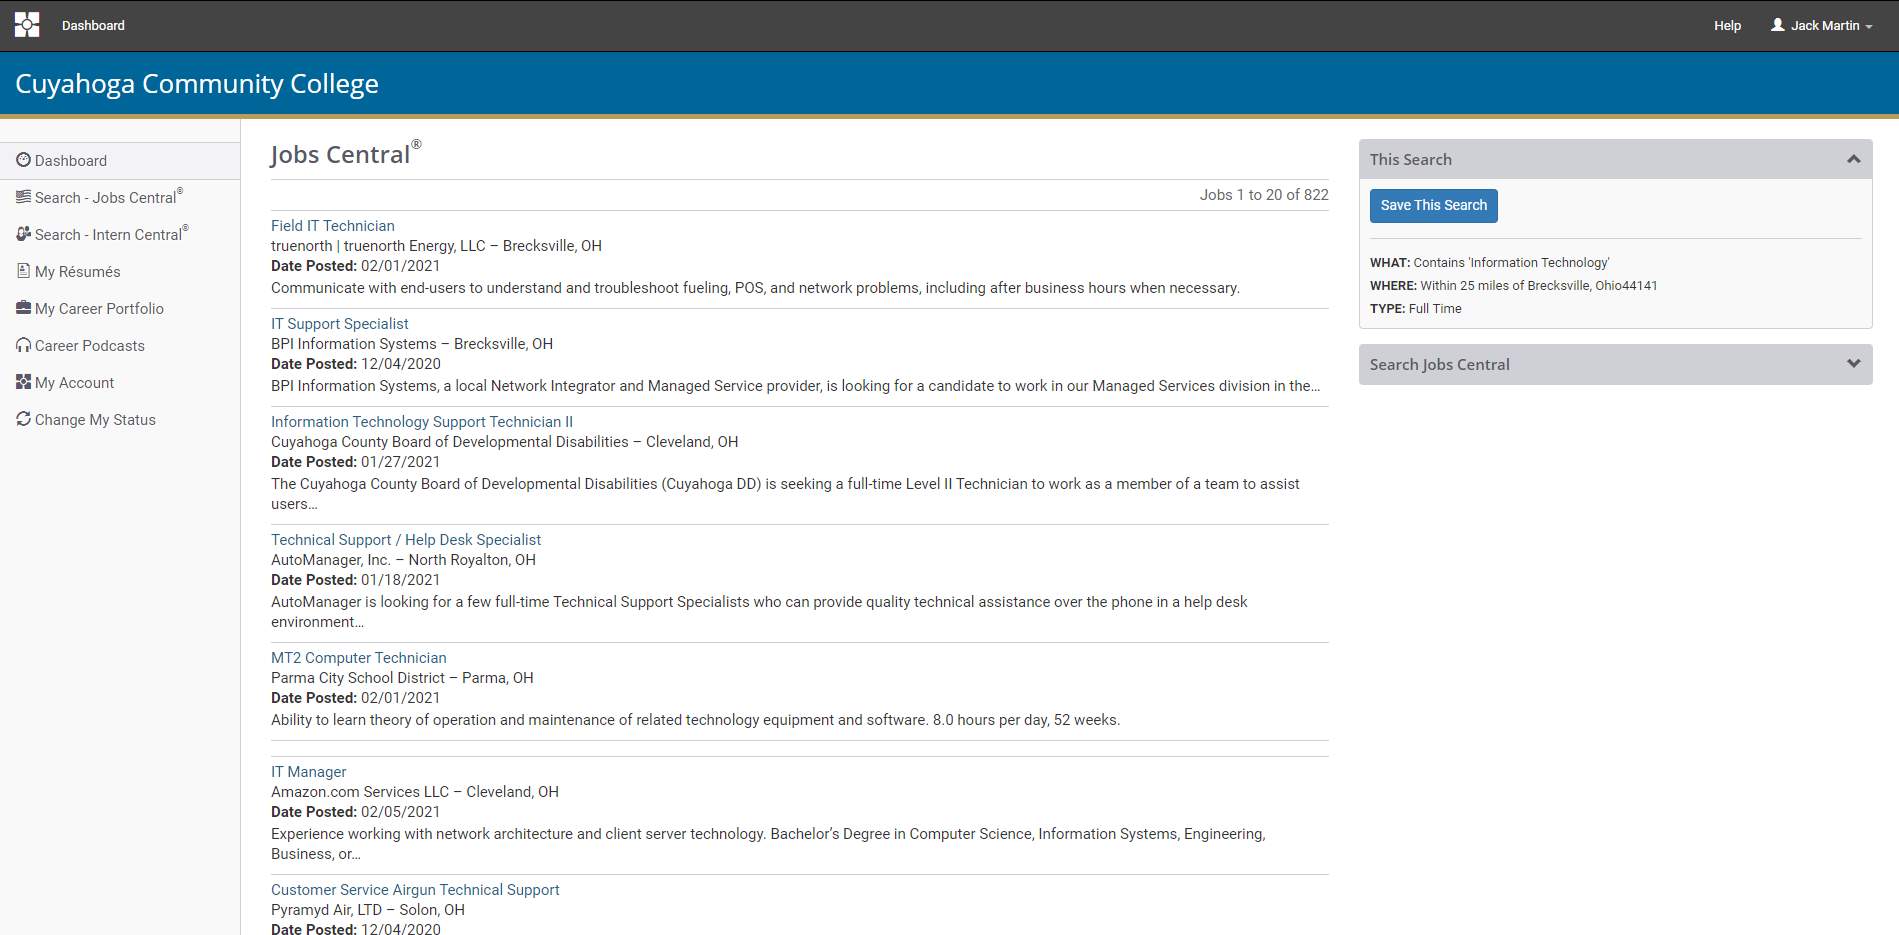 Dashboard
Help
Jack Martin
Cuyahoga Community College
Dashboard
Search - Jobs Central®
Search - Intern Central®
My Résumés
My Career Portfolio
Career Podcasts
My Account
Change My Status
Jobs Central®
Jobs 1 to 20 of 822
Field IT Technician
truenorth | truenorth Energy, LLC – Brecksville, OH
Date Posted: 02/01/2021
Communicate with end-users to understand and troubleshoot fueling, POS, and network problems, including after business hours when necessary.
IT Support Specialist
BPI Information Systems – Brecksville, OH
Date Posted: 12/04/2020
BPI Information Systems, a local Network Integrator and Managed Service provider, is looking for a candidate to work in our Managed Services division in the…
Information Technology Support Technician II
Cuyahoga County Board of Developmental Disabilities – Cleveland, OH
Date Posted: 01/27/2021
The Cuyahoga County Board of Developmental Disabilities (Cuyahoga DD) is seeking a full-time Level II Technician to work as a member of a team to assist
users…
Technical Support / Help Desk Specialist
AutoManager, Inc. – North Royalton, OH
Date Posted: 01/18/2021
AutoManager is looking for a few full-time Technical Support Specialists who can provide quality technical assistance over the phone in a help desk
environment…
MT2 Computer Technician
Parma City School District – Parma, OH
Date Posted: 02/01/2021
Ability to learn theory of operation and maintenance of related technology equipment and software. 8.0 hours per day, 52 weeks.
IT Manager
Amazon.com Services LLC – Cleveland, OH
Date Posted: 02/05/2021
Experience working with network architecture and client server technology. Bachelor’s Degree in Computer Science, Information Systems, Engineering,
Business, or…
Customer Service Airgun Technical Support
Pyramyd Air, LTD – Solon, OH
Date Posted: 12/04/2020
This Search
Save This Search
WHAT: Contains 'Information Technology'
WHERE: Within 25 miles of Brecksville, Ohio44141
TYPE: Full Time
Search Jobs Central